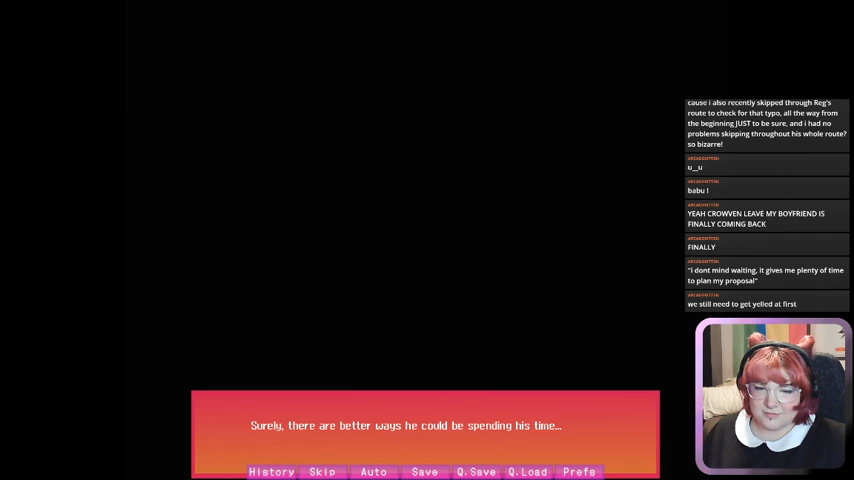 cause i also recently skipped through Reg's
route to check for that typo, all the way from
the beginning JUST to be sure, and i had no
problems skipping throughout his whole route?
so bizarre!
u__u
babu !
YEAH CROWVEN LEAVE MY BOYFRIEND IS
FINALLY COMING BACK
FINALLY
"i dont mind waiting, it gives me plenty of time
to plan my proposal"
we still need to get yelled at first
Surely, there are better ways he could be spending his time...
History Skip Auto Save Q.Save Q.Load Prefs